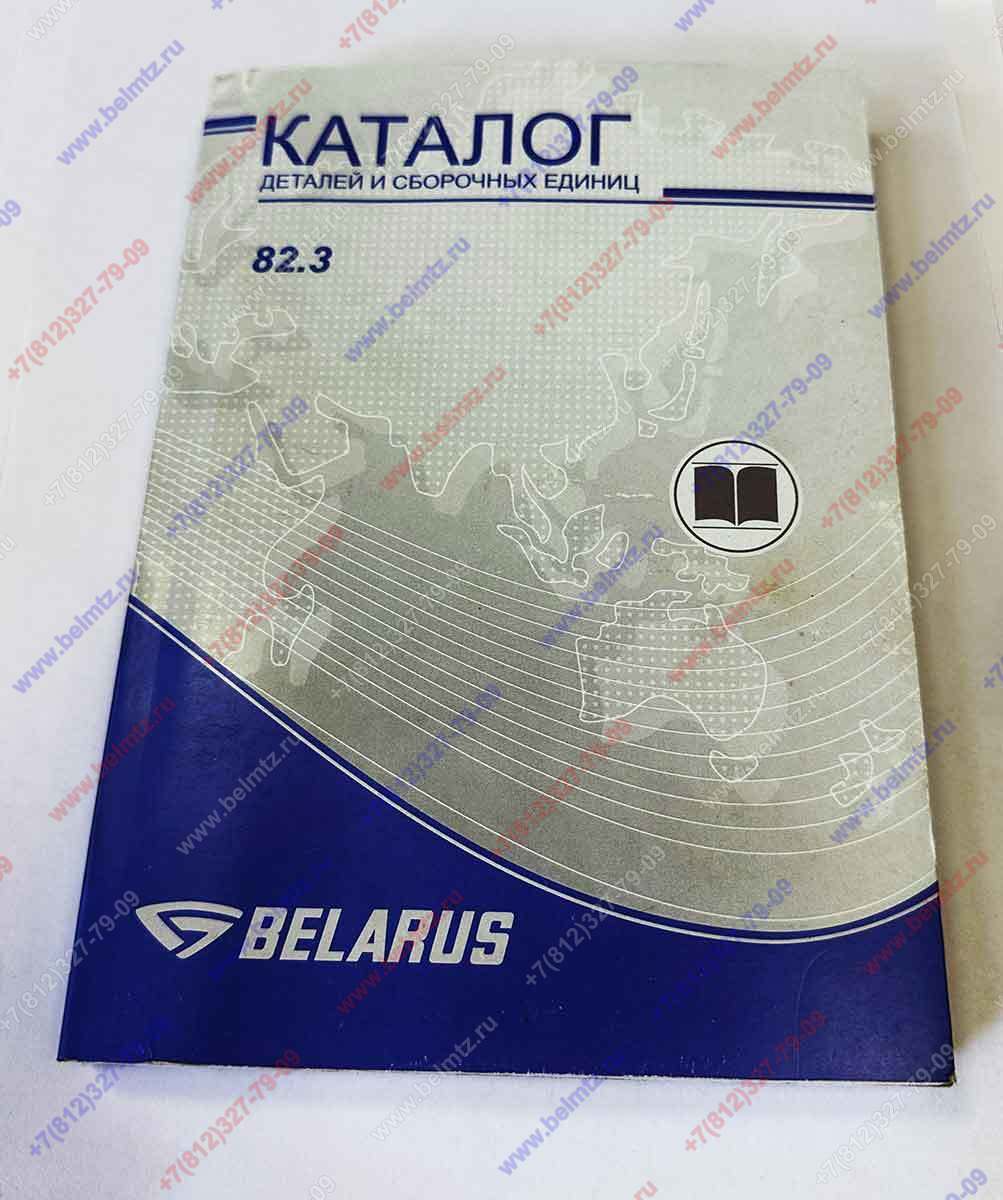 КАТАЛОГ
ДЕТАЛЕЙ И СБОРОЧНЫХ ЕДИНИЦ
82.3
BELARUS
www.belmtz.ru
+7(812)327-79-09